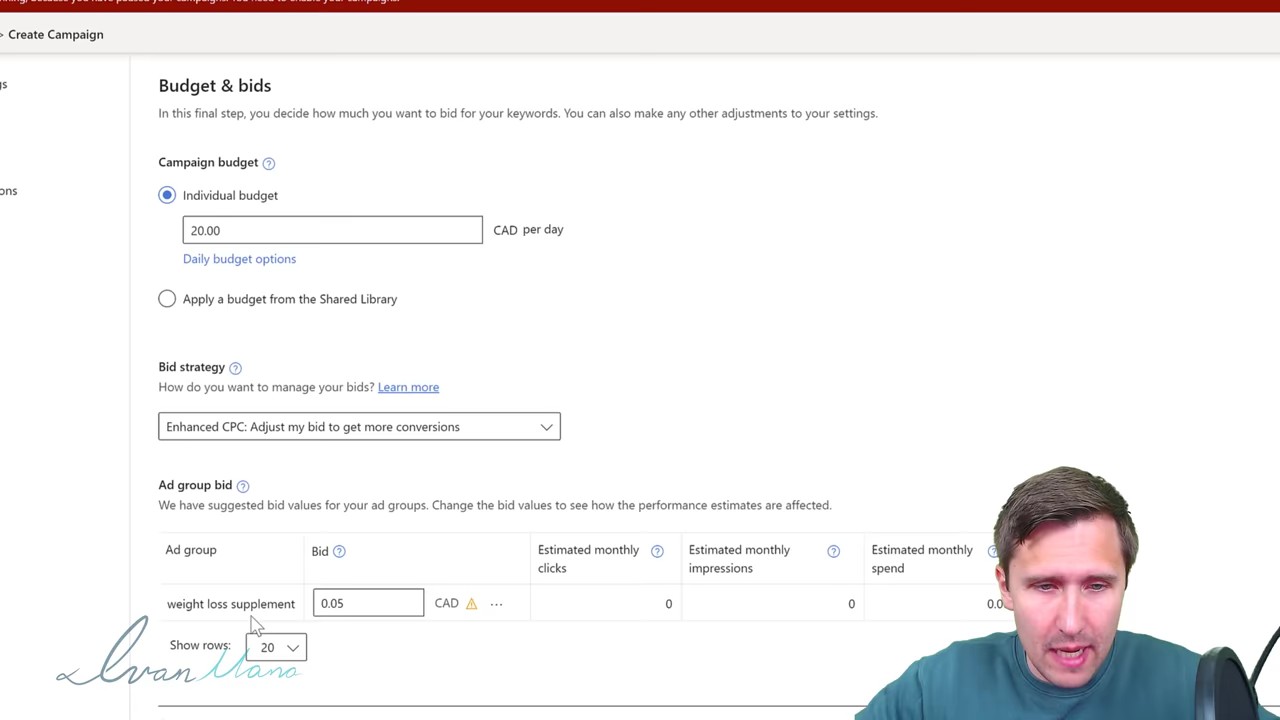 > Create Campaign
gs
ons
Budget & bids
In this final step, you decide how much you want to bid for your keywords. You can also make any other adjustments to your settings.
Campaign budget ?
Individual budget
20.00 CAD per day
Daily budget options
Apply a budget from the Shared Library
Bid strategy ?
How do you want to manage your bids? Learn more
Enhanced CPC: Adjust my bid to get more conversions
Ad group bid ?
We have suggested bid values for your ad groups. Change the bid values to see how the performance estimates are affected.
Ad group Bid ? Estimated monthly clicks ? Estimated monthly impressions ? Estimated monthly spend
weight loss supplement 0.05 CAD ... 0 0 0.0
Show rows: 20
Ivan Mana